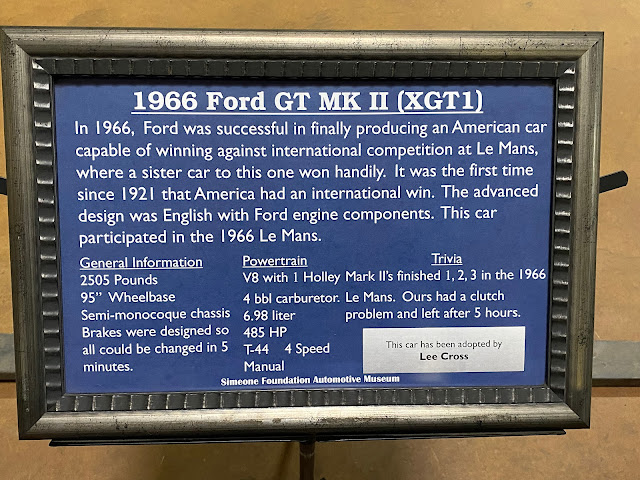 1966 Ford GT MK II (XGT1)
In 1966, Ford was successful in finally producing an American car
capable of winning against international competition at Le Mans,
where a sister car to this one won handily. It was the first time
since 1921 that America had an international win. The advanced
design was English with Ford engine components. This car
participated in the 1966 Le Mans.
General Information
2505 Pounds
95” Wheelbase
Semi-monocoque chassis
Brakes were designed so
all could be changed in 5
minutes.
Powertrain
V8 with 1 Holley
4 bbl carburetor.
6.98 liter
485 HP
T-44 4 Speed
Manual
Trivia
Mark II's finished 1, 2, 3 in the 1966
Le Mans. Ours had a clutch
problem and left after 5 hours.
This car has been adopted by
Lee Cross
Simeone Foundation Automotive Museum